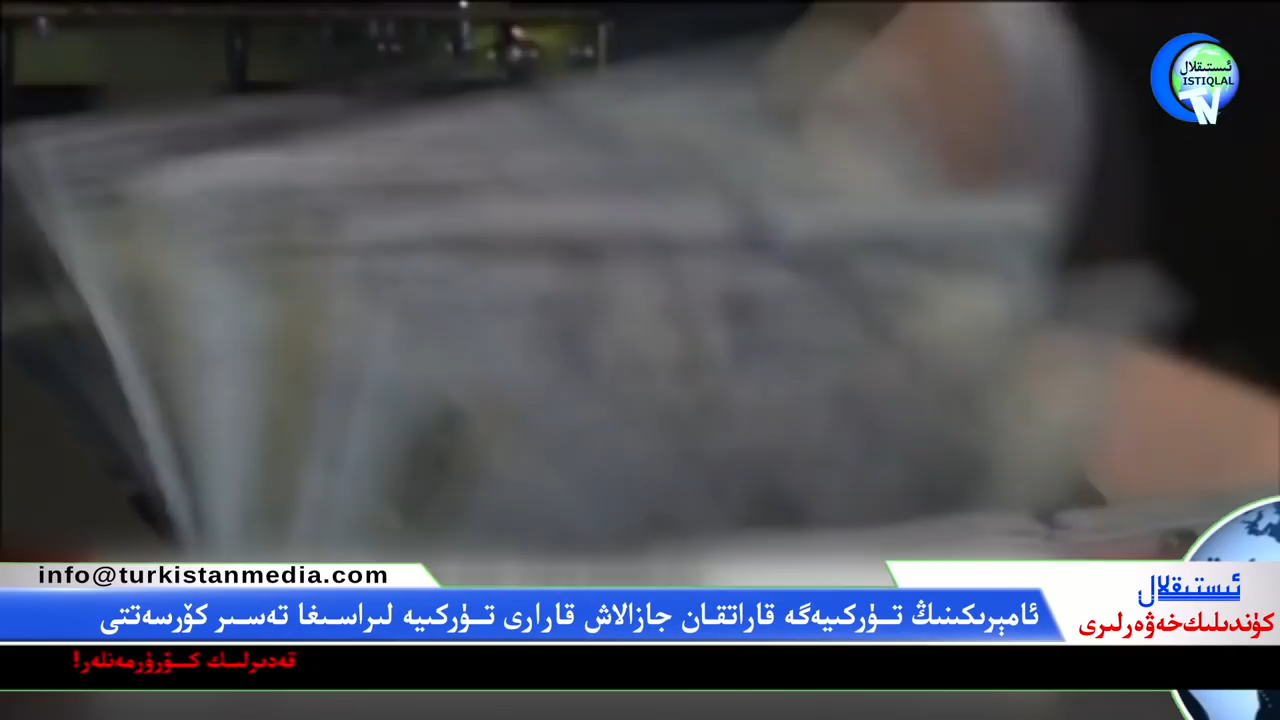 ئىستىقلال
ISTIQLAL
TV
info@turkistanmedia.com
ئىستىقلال
كۈندىلىك خەۋەرلىرى
ئامېرىكىنىڭ تۈركىيەگە قاراتقان جازالاش قارارى تۈركىيە لىراسىغا تەسىر كۆرسەتتى
قەدىرلىك كۆرۈرمەنلەر!